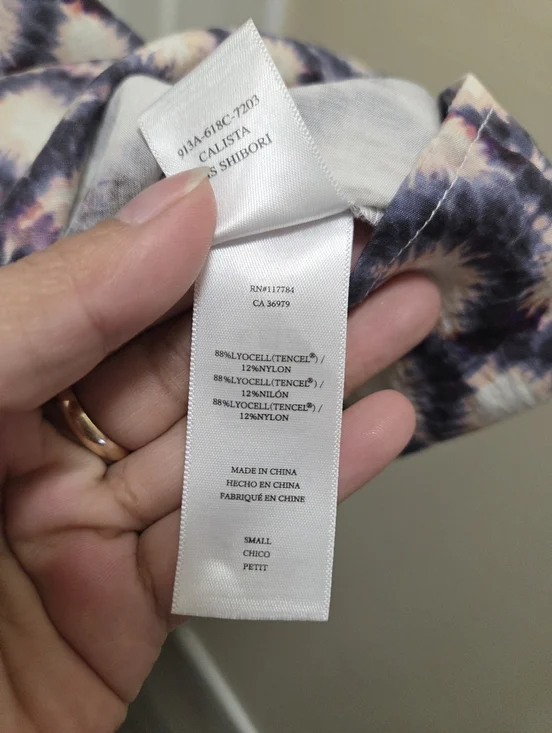 913A-618C-7203
CALISTA
SHIBORI
RN#117784
CA 36979
88%LYOCELL(TENCEL®) /
12%NYLON
88%LYOCELL(TENCEL®) /
12%NILÓN
88%LYOCELL(TENCEL®) /
12%NYLON
MADE IN CHINA
HECHO EN CHINA
FABRIQUÉ EN CHINE
SMALL
CHICO
PETIT